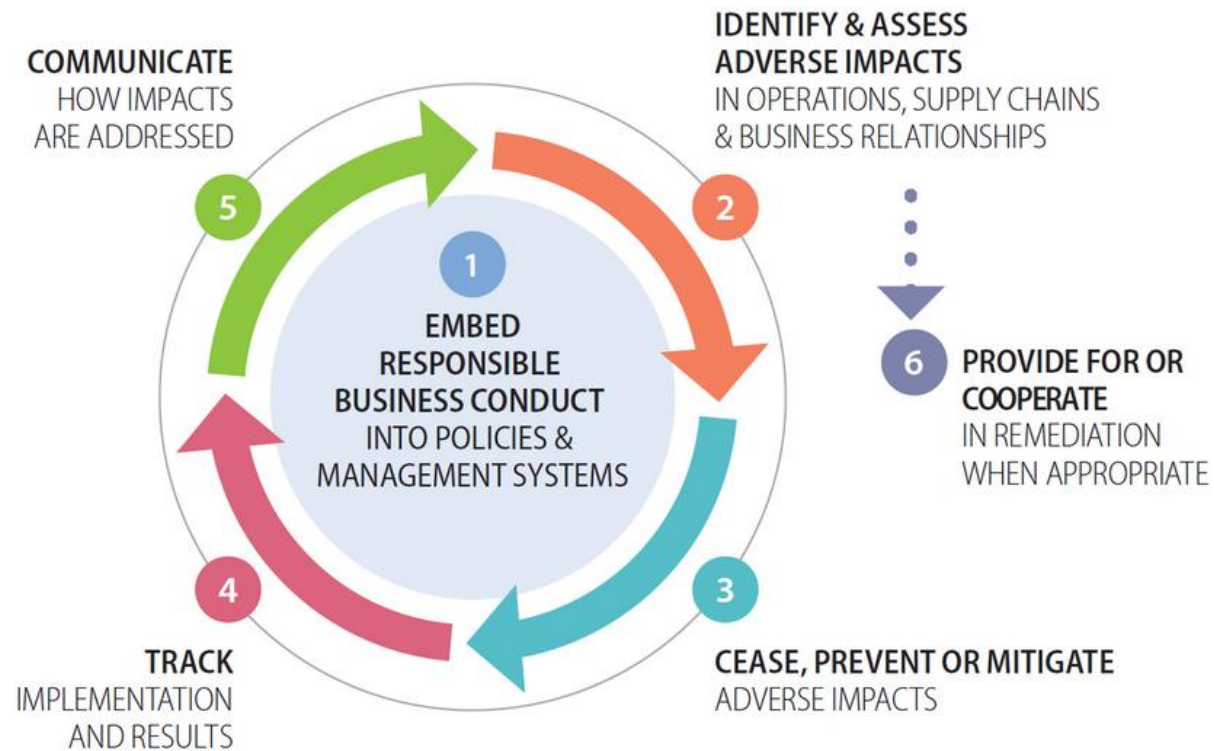 COMMUNICATE
HOW IMPACTS
ARE ADDRESSED
5
IDENTIFY & ASSESS
ADVERSE IMPACTS
IN OPERATIONS, SUPPLY CHAINS
& BUSINESS RELATIONSHIPS
2
1
EMBED
RESPONSIBLE
BUSINESS CONDUCT
INTO POLICIES &
MANAGEMENT SYSTEMS
6
PROVIDE FOR OR
COOPERATE
IN REMEDIATION
WHEN APPROPRIATE
4
TRACK
IMPLEMENTATION
AND RESULTS
3
CEASE, PREVENT OR MITIGATE
ADVERSE IMPACTS